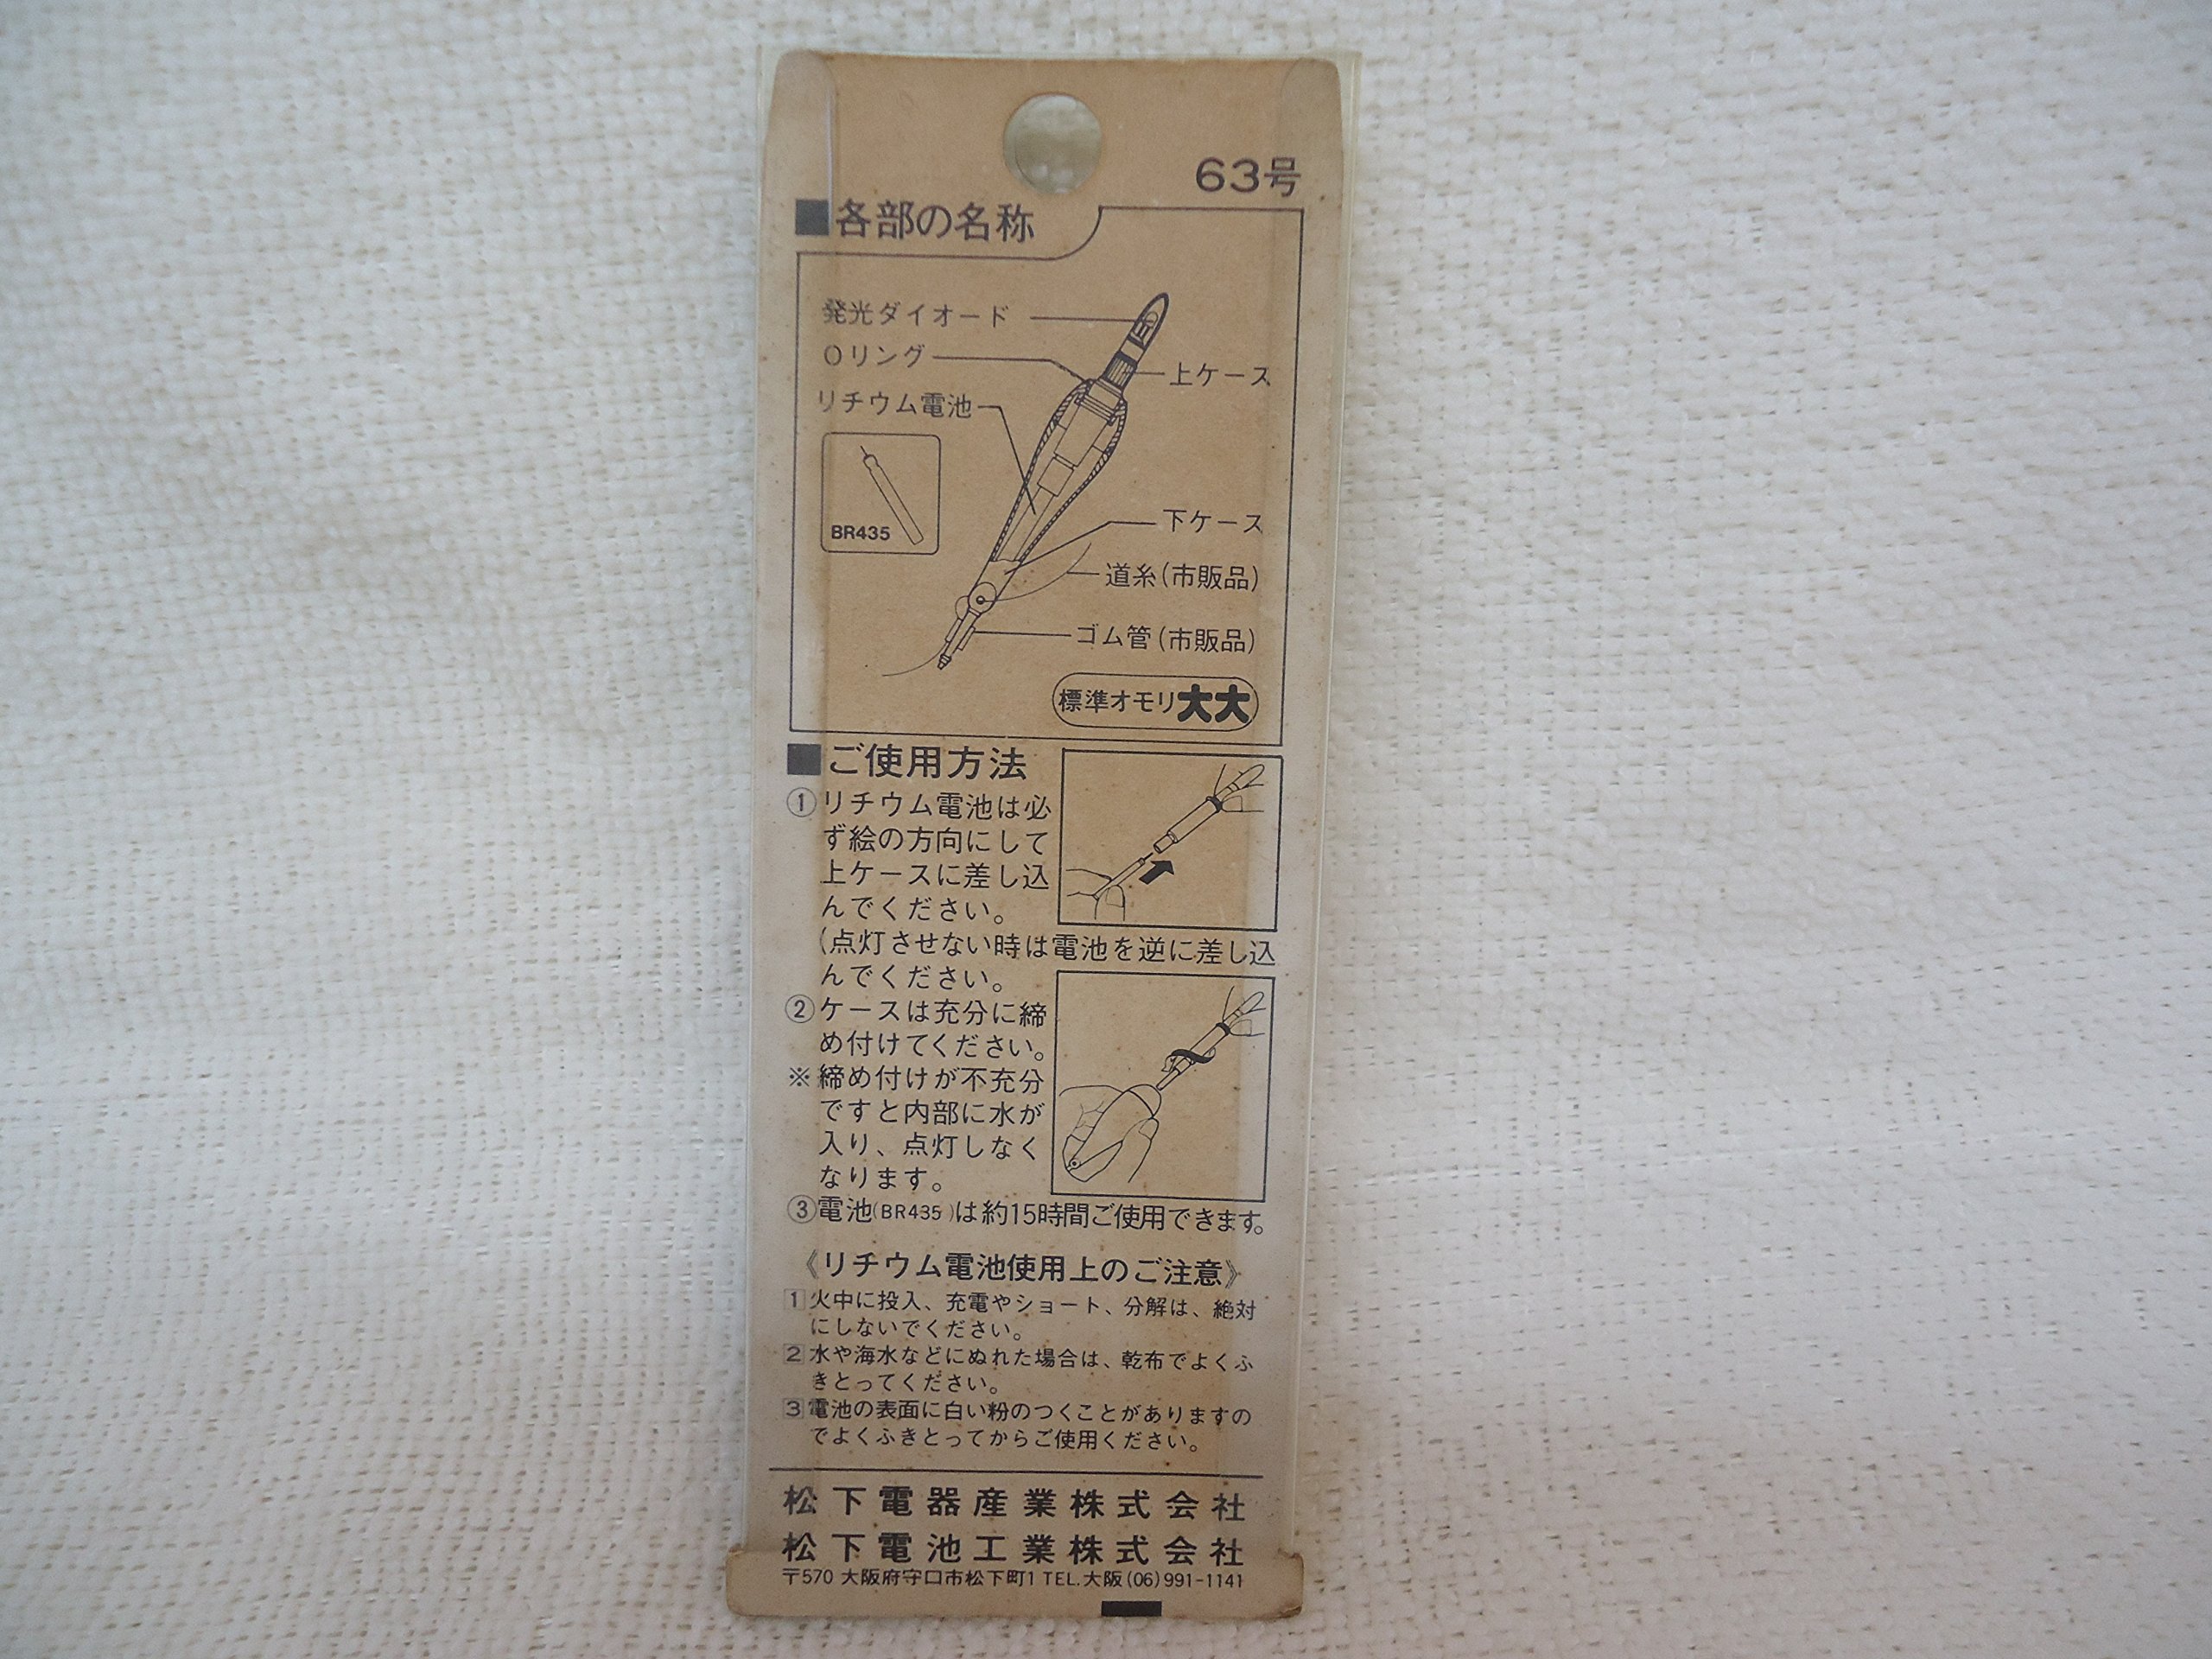 63号
■各部の名称
発光ダイオード
Oリング
上ケース
リチウム電池
BR435
下ケース
道糸(市販品)
ゴム管(市販品)
標準オモリ大大
■ご使用方法
①リチウム電池は必
ず絵の方向にして
上ケースに差し込
んでください。
(点灯させない時は電池を逆に差し込
んでください。
②ケースは充分に締
め付けてください。
※締め付けが不充分
ですと内部に水が
入り、点灯しなく
なります。
③電池(BR435)は約15時間ご使用できます。
《リチウム電池使用上のご注意》
1火中に投入、充電やショート、分解は、絶対
にしないでください。
2水や海水などにぬれた場合は、乾布でよくふ
きとってください。
3電池の表面に白い粉のつくことがありますの
でよくふきとってからご使用ください。
松下電器産業株式会社
松下電池工業株式会社
〒570 大阪府守口市松下町1 TEL.大阪(06)991-1141